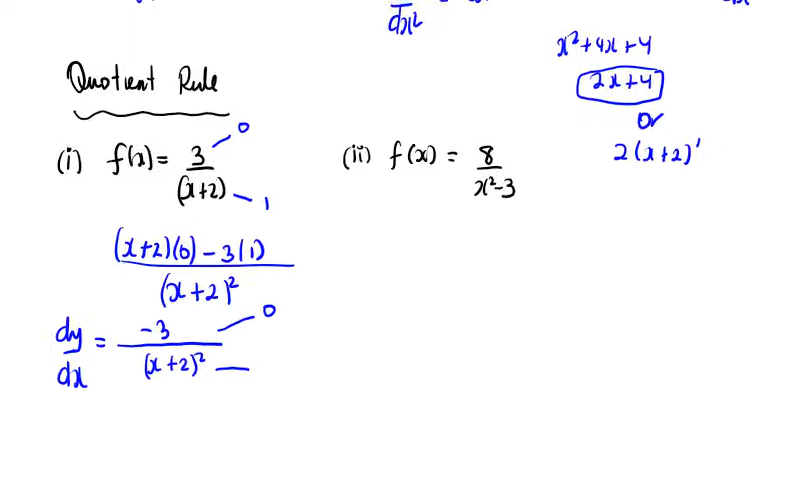 dx²
Quotient Rule
(i) f(x) = 3/(x+2)
0
1
((x+2)(0) - 3(1))/(x+2)²
dy/dx = -3/(x+2)²
0
(ii) f(x) = 8/(x²-3)
x²+4x+4
2x+4
Or
2(x+2)'